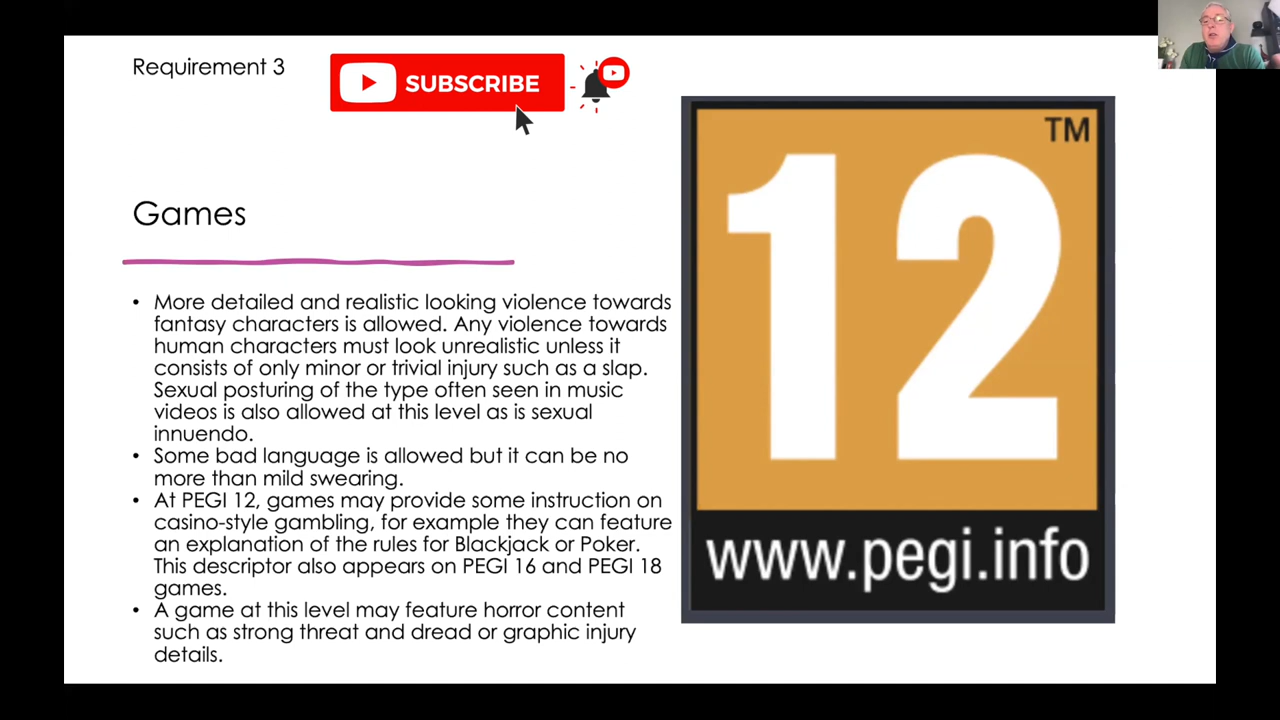 Requirement 3
SUBSCRIBE
Games
• More detailed and realistic looking violence towards
fantasy characters is allowed. Any violence towards
human characters must look unrealistic unless it
consists of only minor or trivial injury such as a slap.
Sexual posturing of the type often seen in music
videos is also allowed at this level as is sexual
innuendo.
• Some bad language is allowed but it can be no
more than mild swearing.
• At PEGI 12, games may provide some instruction on
casino-style gambling, for example they can feature
an explanation of the rules for Blackjack or Poker.
This descriptor also appears on PEGI 16 and PEGI 18
games.
• A game at this level may feature horror content
such as strong threat and dread or graphic injury
details.
TM
12
www.pegi.info